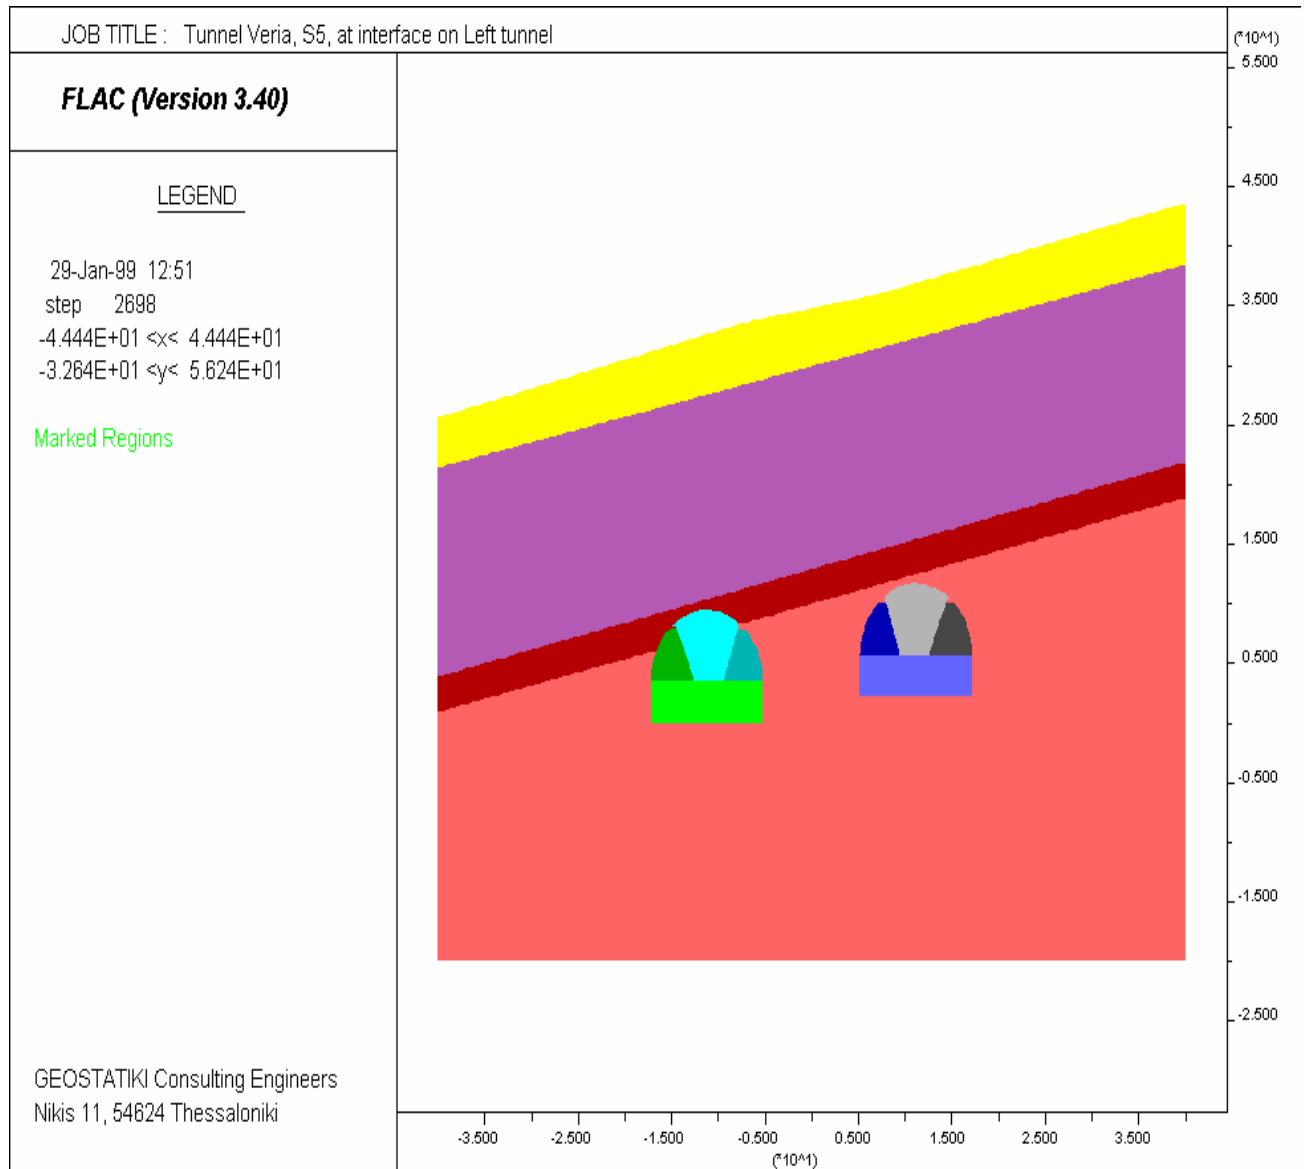 JOB TITLE : Tunnel Veria, S5, at interface on Left tunnel
FLAC (Version 3.40)
LEGEND
29-Jan-99 12:51
step 2698
-4.444E+01 <x< 4.444E+01
-3.264E+01 <y< 5.624E+01
Marked Regions
GEOSTATIKI Consulting Engineers
Nikis 11, 54624 Thessaloniki
(*10^1)
5.500
4.500
3.500
2.500
1.500
0.500
-0.500
-1.500
-2.500
-3.500 -2.500 -1.500 -0.500 0.500 1.500 2.500 3.500
(*10^1)